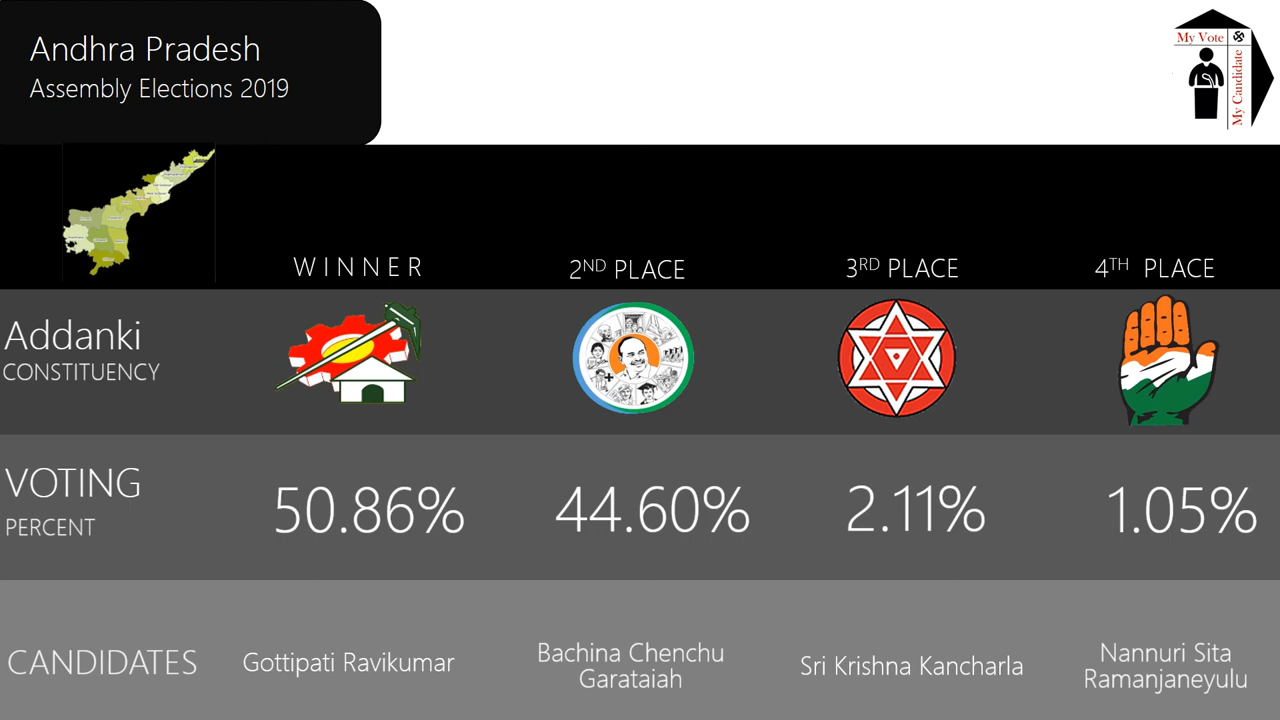 Andhra Pradesh
Assembly Elections 2019
My Vote
My Candidate
WINNER
2ND PLACE
3RD PLACE
4TH PLACE
Addanki
CONSTITUENCY
VOTING
PERCENT
50.86%
44.60%
2.11%
1.05%
CANDIDATES
Gottipati Ravikumar
Bachina Chenchu
Garataiah
Sri Krishna Kancharla
Nannuri Sita
Ramanjaneyulu